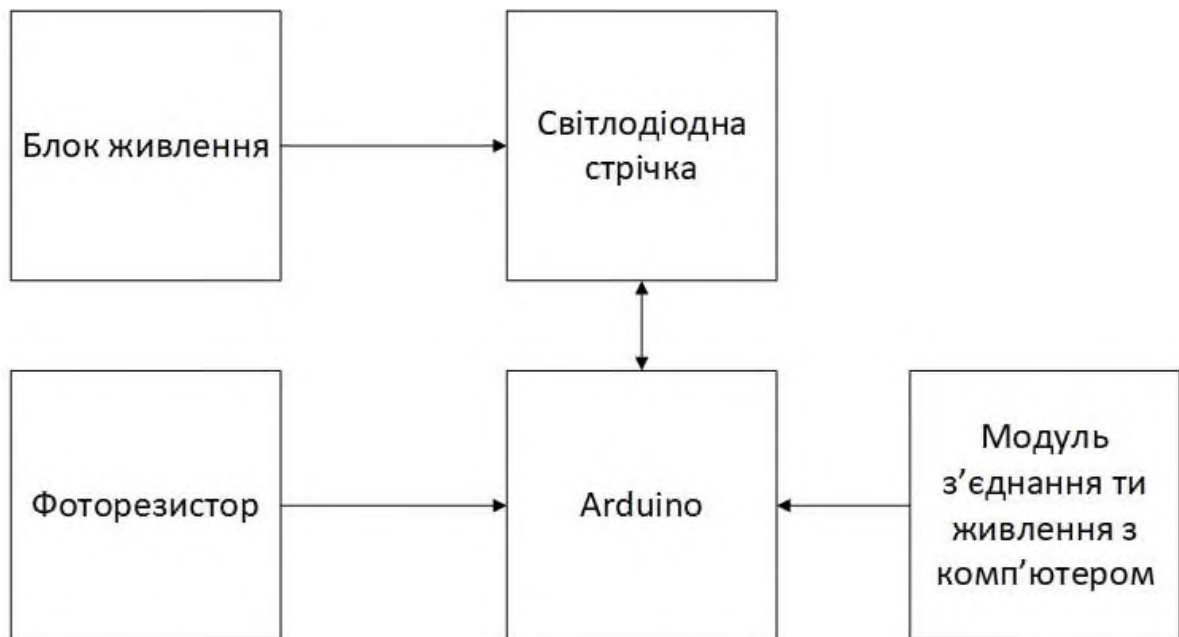 Блок живлення
Світлодіодна
стрічка
Фоторезистор
Arduino
Модуль
з’єднання ти
живлення з
комп’ютером